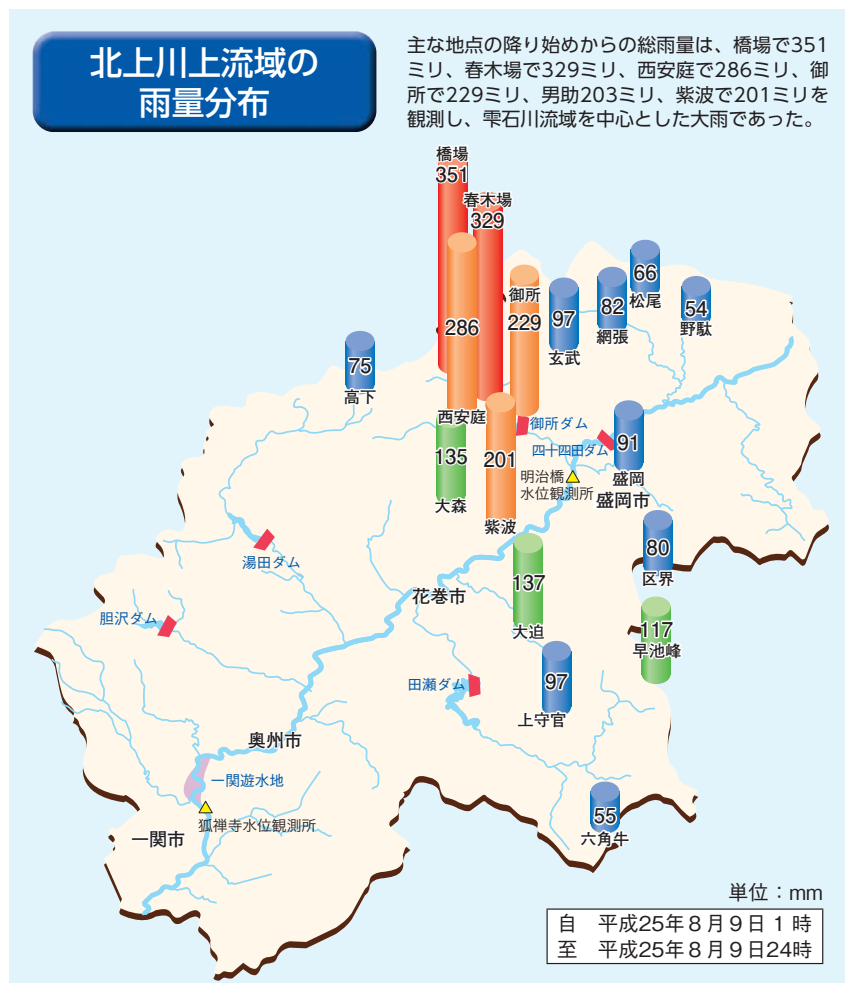 北上川上流域の
雨量分布
主な地点の降り始めからの総雨量は、橋場で351
ミリ、春木場で329ミリ、西安庭で286ミリ、御
所で229ミリ、男助203ミリ、紫波で201ミリを
観測し、雫石川流域を中心とした大雨であった。
橋場
351
春木場
329
286
西安庭
御所
229
97
玄武
82
網張
66
松尾
54
野駄
75
高下
135
大森
201
紫波
御所ダム
四十四田ダム
91
盛岡
明治橋
水位観測所
盛岡市
80
区界
湯田ダム
137
大迫
花巻市
117
早池峰
胆沢ダム
田瀬ダム
97
上守官
奥州市
一関遊水地
狐禅寺水位観測所
一関市
55
六角牛
単位：mm
自　平成25年８月９日１時
至　平成25年８月９日24時